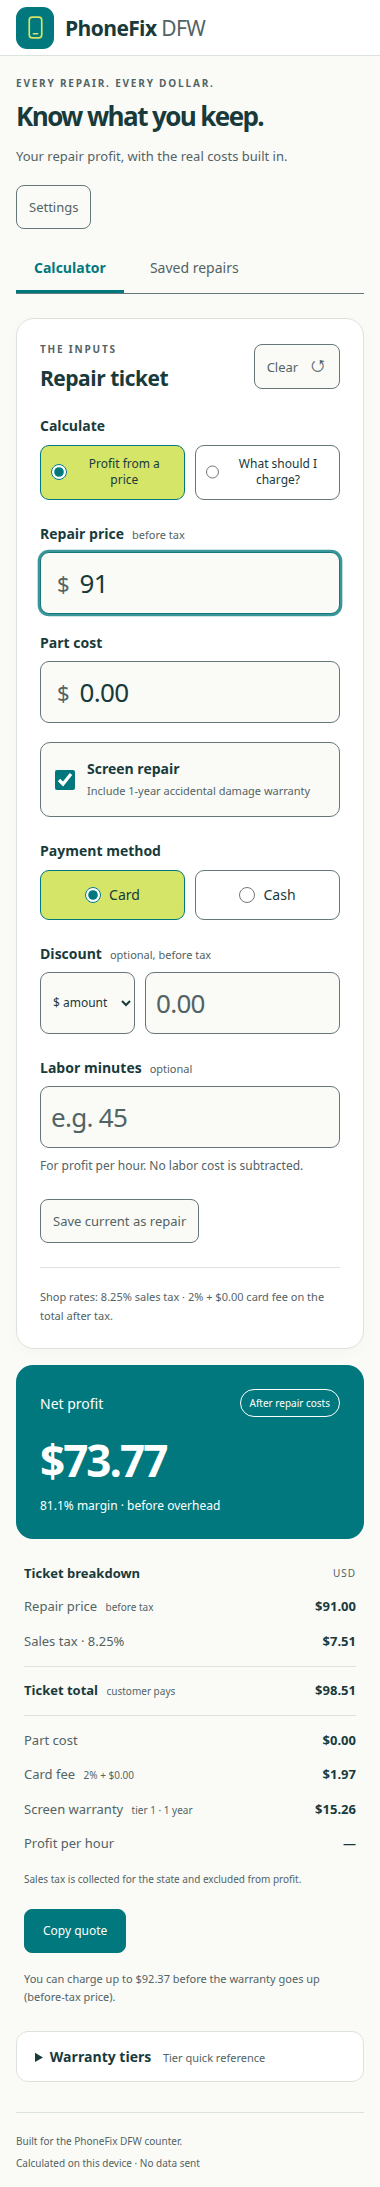 PhoneFix DFW
EVERY REPAIR. EVERY DOLLAR.
Know what you keep.
Your repair profit, with the real costs built in.
Settings
Calculator Saved repairs
THE INPUTS
Repair ticket
Clear
Calculate
Profit from a
price
What should I
charge?
Repair price before tax
$ 91
Part cost
$ 0.00
Screen repair
Include 1-year accidental damage warranty
Payment method
Card Cash
Discount optional, before tax
$ amount 0.00
Labor minutes optional
e.g. 45
For profit per hour. No labor cost is subtracted.
Save current as repair
Shop rates: 8.25% sales tax · 2% + $0.00 card fee on the
total after tax.
Net profit After repair costs
$73.77
81.1% margin · before overhead
Ticket breakdown USD
Repair price before tax $91.00
Sales tax · 8.25% $7.51
Ticket total customer pays $98.51
Part cost $0.00
Card fee 2% + $0.00 $1.97
Screen warranty tier 1 · 1 year $15.26
Profit per hour —
Sales tax is collected for the state and excluded from profit.
Copy quote
You can charge up to $92.37 before the warranty goes up
(before-tax price).
Warranty tiers Tier quick reference
Built for the PhoneFix DFW counter.
Calculated on this device · No data sent